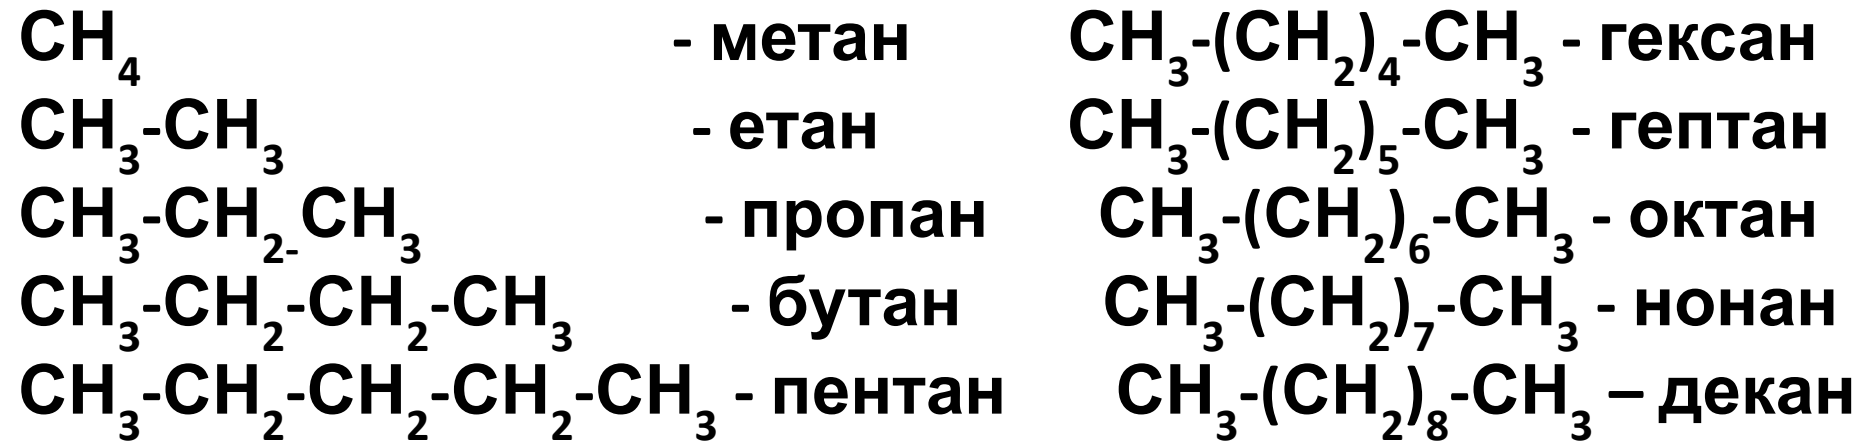 CH₄ - метан
CH₃-CH₃ - етан
CH₃-CH₂₋CH₃ - пропан
CH₃-CH₂-CH₂-CH₃ - бутан
CH₃-CH₂-CH₂-CH₂-CH₃ - пентан
CH₃-(CH₂)₄-CH₃ - гексан
CH₃-(CH₂)₅-CH₃ - гептан
CH₃-(CH₂)₆-CH₃ - октан
CH₃-(CH₂)₇-CH₃ - нонан
CH₃-(CH₂)₈-CH₃ – декан